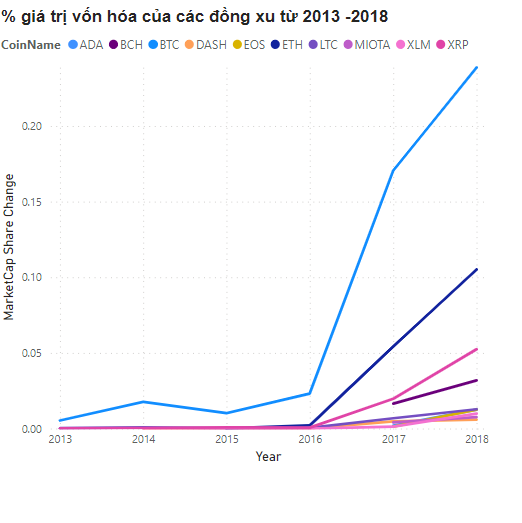 % giá trị vốn hóa của các đồng xu từ 2013 -2018
CoinName ADA BCH BTC DASH EOS ETH LTC MIOTA XLM XRP
MarketCap Share Change
0.20
0.15
0.10
0.05
0.00
2013 2014 2015 2016 2017 2018
Year